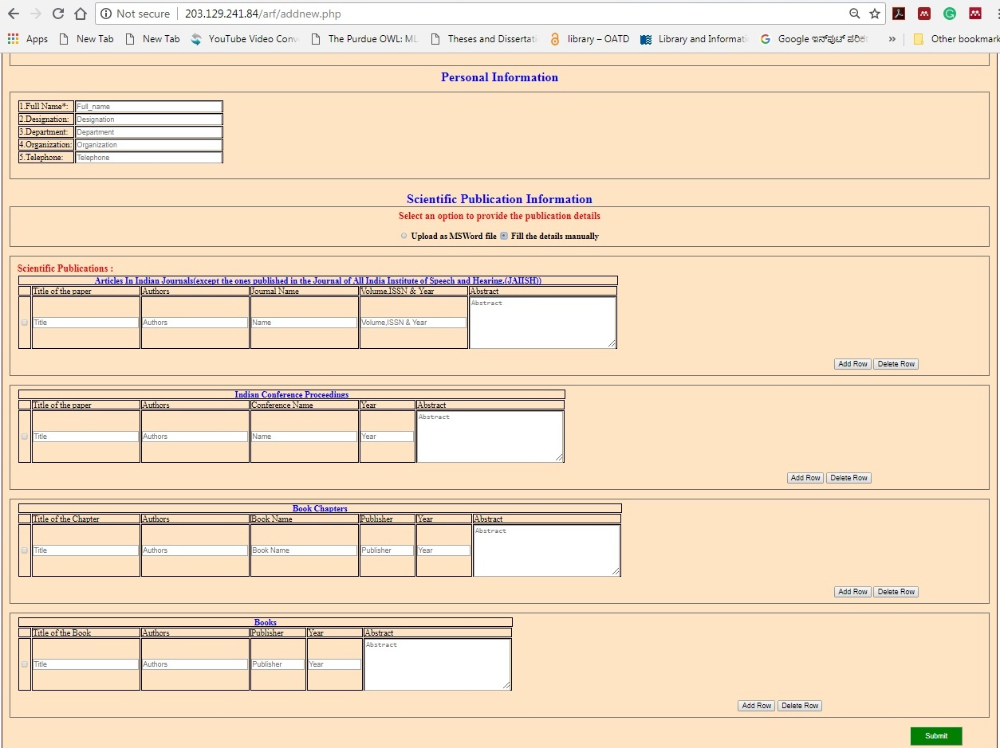 Not secure 203.129.241.84/arf/addnew.php
Apps New Tab New Tab YouTube Video Conv The Purdue OWL: ML Theses and Dissertati library – OATD Library and Informati Google ಇನ್‌ಪುಟ್ ಪರಿಕ » Other bookmark
Personal Information
1.Full Name*: Full_name
2.Designation: Designation
3.Department: Department
4.Organization: Organization
5.Telephone: Telephone
Scientific Publication Information
Select an option to provide the publication details
Upload as MSWord file Fill the details manually
Scientific Publications :
Articles In Indian Journals(except the ones published in the Journal of All India Institute of Speech and Hearing.(JAIISH))
Title of the paper Authors Journal Name Volume,ISSN & Year Abstract
Abstract
Title Authors Name Volume,ISSN & Year
Add Row Delete Row
Indian Conference Proceedings
Title of the paper Authors Conference Name Year Abstract
Abstract
Title Authors Name Year
Add Row Delete Row
Book Chapters
Title of the Chapter Authors Book Name Publisher Year Abstract
Abstract
Title Authors Book Name Publisher Year
Add Row Delete Row
Books
Title of the Book Authors Publisher Year Abstract
Abstract
Title Authors Publisher Year
Add Row Delete Row
Submit